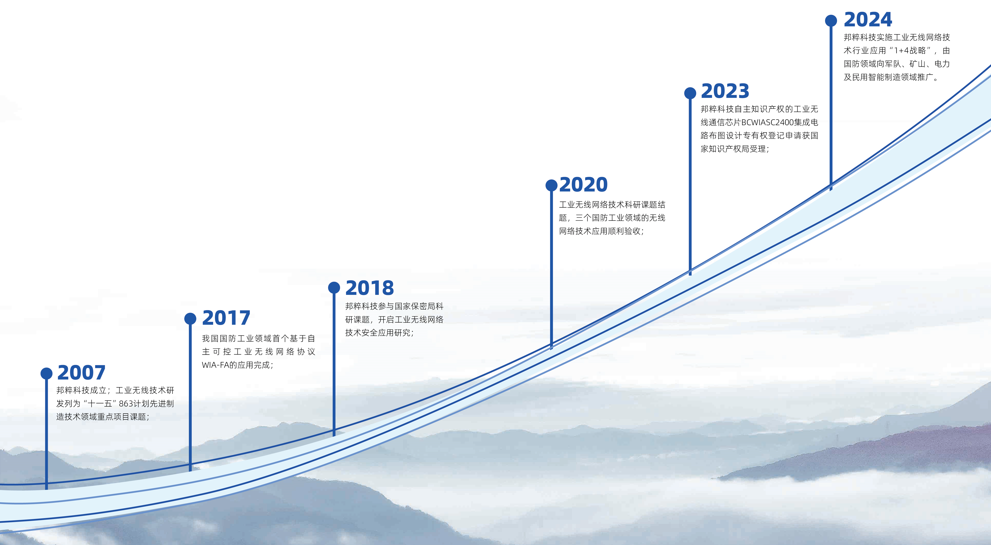 2007
邦粹科技成立；工业无线技术研
发列为“十一五”863计划先进制
造技术领域重点项目课题；
2017
我国国防工业领域首个基于自
主可控工业无线网络协议
WIA-FA的应用完成；
2018
邦粹科技参与国家保密局科
研课题，开启工业无线网络
技术安全应用研究；
2020
工业无线网络技术科研课题结
题，三个国防工业领域的无线
网络技术应用顺利验收；
2023
邦粹科技自主知识产权的工业无
线通信芯片BCWIASC2400集成电
路布图设计专有权登记申请获国
家知识产权局受理；
2024
邦粹科技实施工业无线网络技
术行业应用“1+4战略”，由
国防领域向军队、矿山、电力
及民用智能制造领域推广。